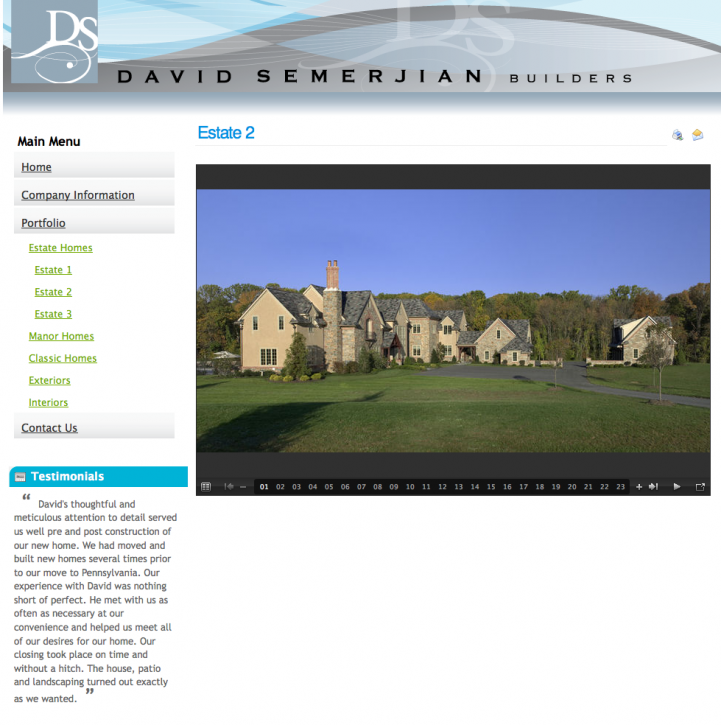 DS
DAVID SEMERJIAN BUILDERS
Estate 2
Main Menu
Home
Company Information
Portfolio
Estate Homes
Estate 1
Estate 2
Estate 3
Manor Homes
Classic Homes
Exteriors
Interiors
Contact Us
01 02 03 04 05 06 07 08 09 10 11 12 13 14 15 16 17 18 19 20 21 22 23
Testimonials
“ David's thoughtful and
meticulous attention to detail served
us well pre and post construction of
our new home. We had moved and
built new homes several times prior
to our move to Pennsylvania. Our
experience with David was nothing
short of perfect. He met with us as
often as necessary at our
convenience and helped us meet all
of our desires for our home. Our
closing took place on time and
without a hitch. The house, patio
and landscaping turned out exactly
as we wanted. ”